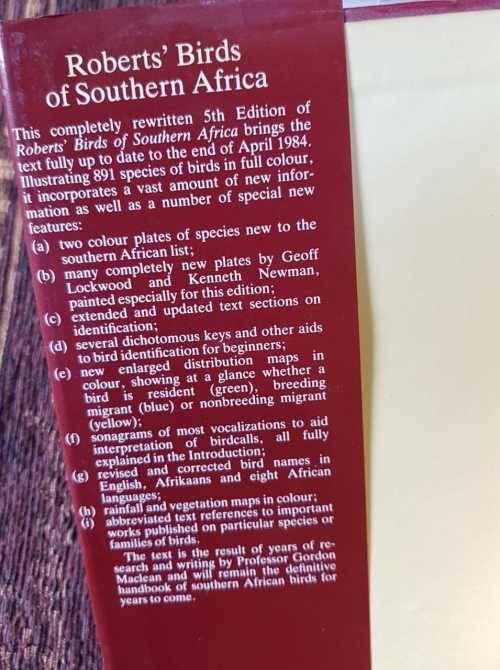 Roberts' Birds
of Southern Africa
This completely rewritten 5th Edition of
Roberts' Birds of Southern Africa brings the
text fully up to date to the end of April 1984.
Illustrating 891 species of birds in full colour,
it incorporates a vast amount of new infor-
mation as well as a number of special new
features:
(a) two colour plates of species new to the
southern African list;
(b) many completely new plates by Geoff
Lockwood and Kenneth Newman,
painted especially for this edition;
(c) extended and updated text sections on
identification;
(d) several dichotomous keys and other aids
to bird identification for beginners;
(e) new enlarged distribution maps in
colour, showing at a glance whether a
bird is resident (green), breeding
migrant (blue) or nonbreeding migrant
(yellow);
(f) sonagrams of most vocalizations to aid
interpretation of birdcalls, all fully
explained in the Introduction;
(g) revised and corrected bird names in
English, Afrikaans and eight African
languages;
(h) rainfall and vegetation maps in colour;
(i) abbreviated text references to important
works published on particular species or
families of birds.
The text is the result of years of re-
search and writing by Professor Gordon
Maclean and will remain the definitive
handbook of southern African birds for
years to come.